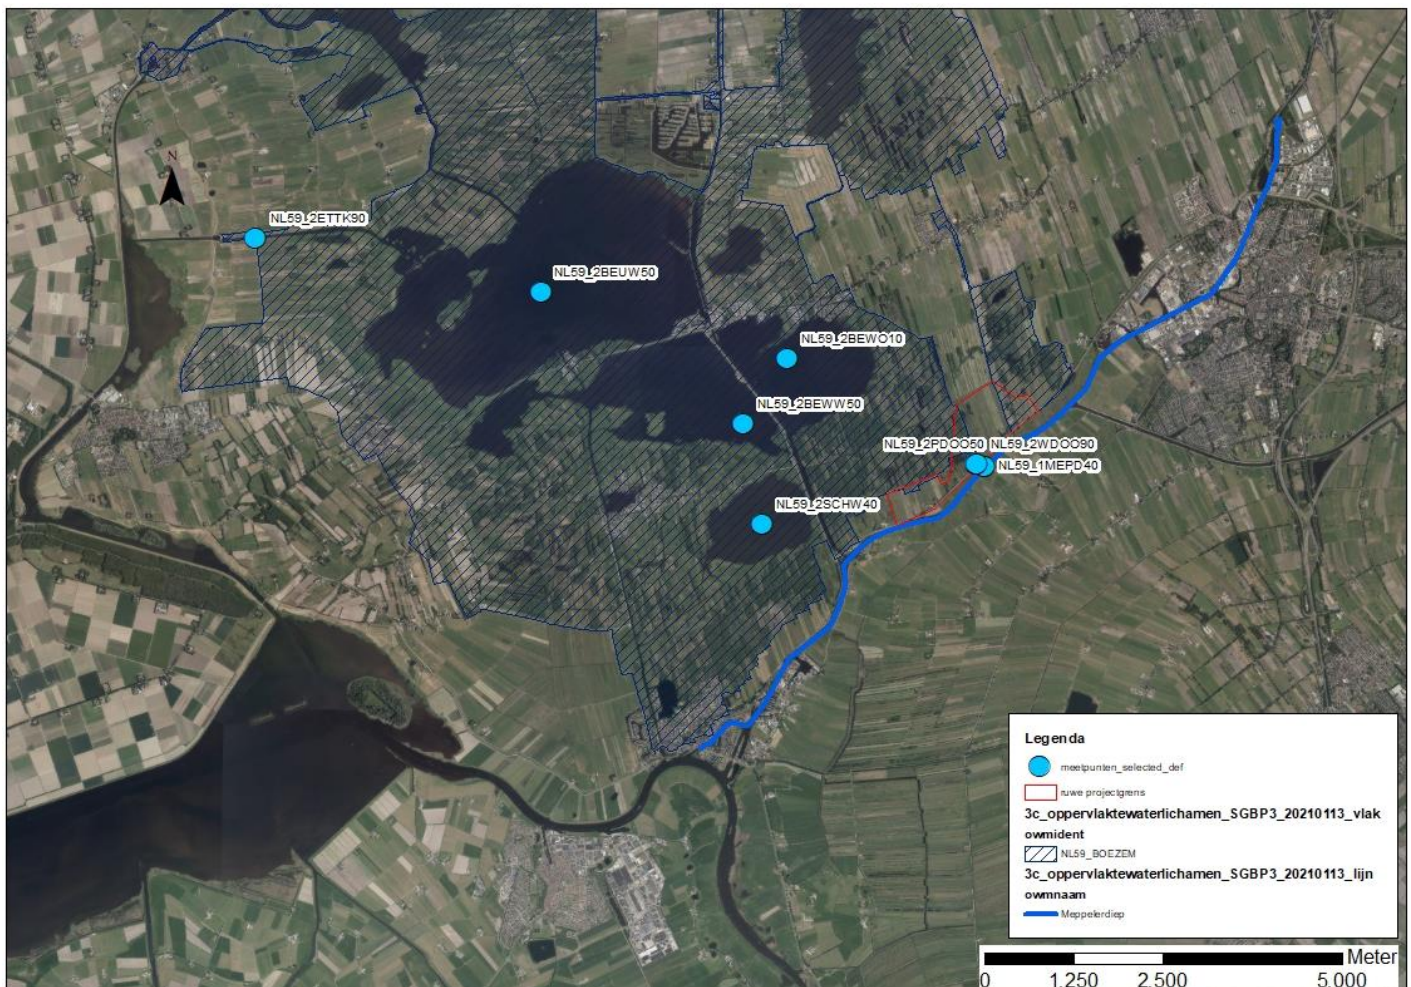 N
NL59_2ETTK90
NL59_2BEUW50
NL59_2BEWO10
NL59_2BEWW50
NL59_2PDOO50 NL59_2WDOO90
NL59_1MEPD40
NL59_2SCHW40
Legenda
meetpunten_selected_def
ruwe projectgrens
3c_oppervlaktewaterlichamen_SGBP3_20210113_vlak
owmident
NL59_BOEZEM
3c_oppervlaktewaterlichamen_SGBP3_20210113_lijn
owmnaam
Meppelerdiep
Meter
0 1.250 2.500 5.000